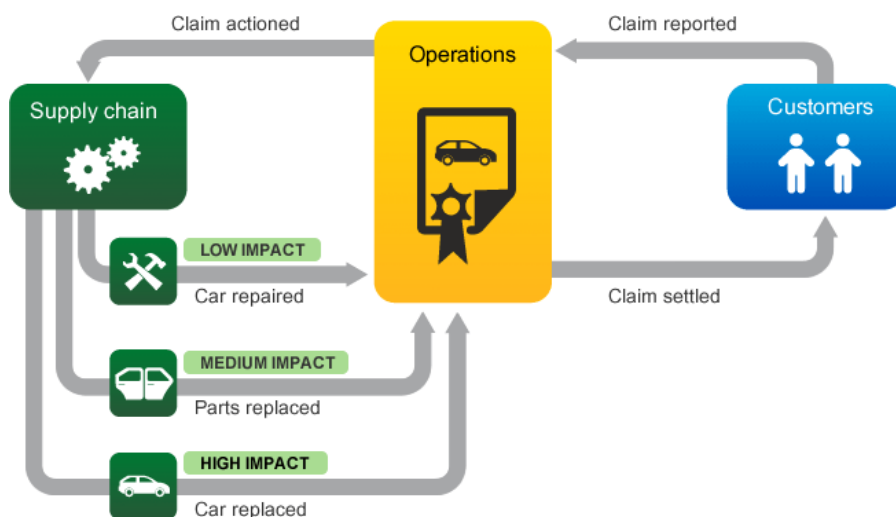 Claim actioned
Operations
Claim reported
Supply chain
Customers
LOW IMPACT
Car repaired
Claim settled
MEDIUM IMPACT
Parts replaced
HIGH IMPACT
Car replaced